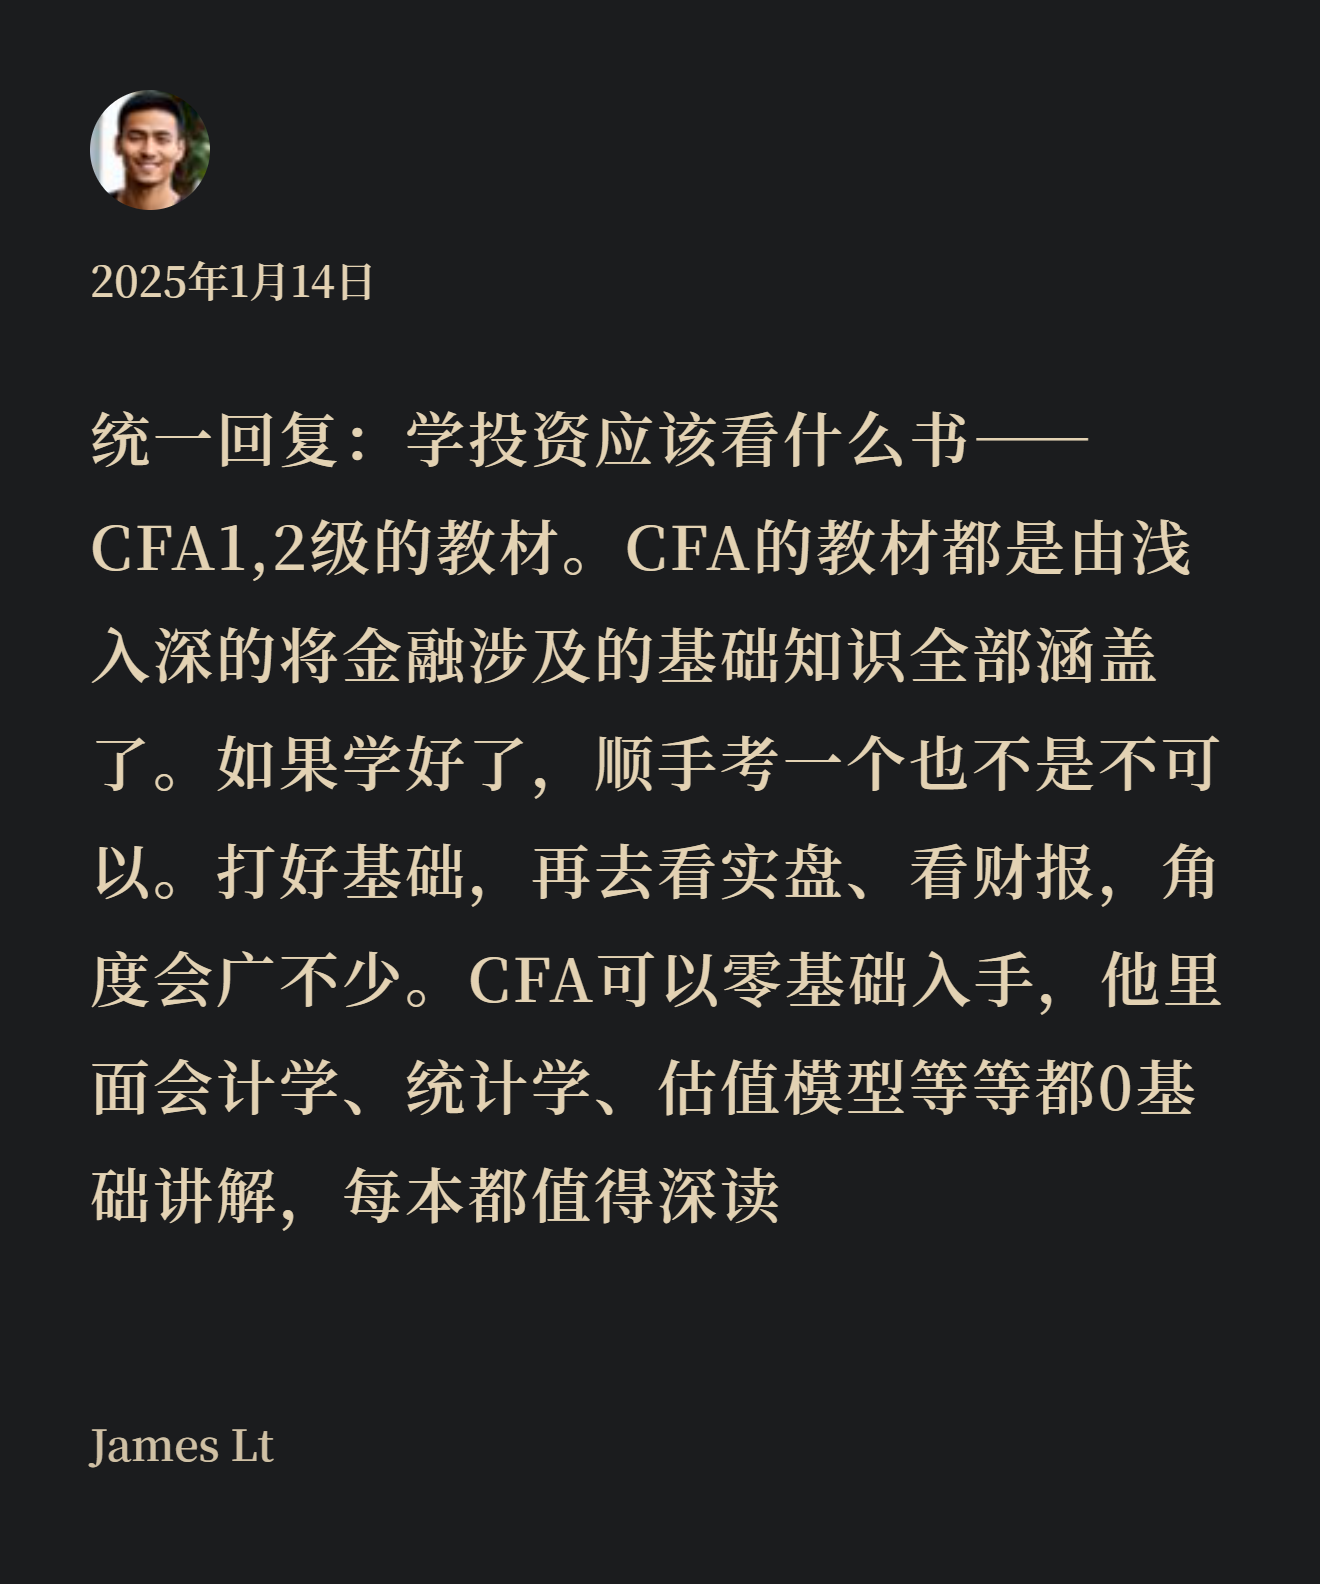 2025年1月14日
统一回复：学投资应该看什么书——
CFA1,2级的教材。CFA的教材都是由浅
入深的将金融涉及的基础知识全部涵盖
了。如果学好了，顺手考一个也不是不可
以。打好基础，再去看实盘、看财报，角
度会广不少。CFA可以零基础入手，他里
面会计学、统计学、估值模型等等都0基
础讲解，每本都值得深读
James Lt